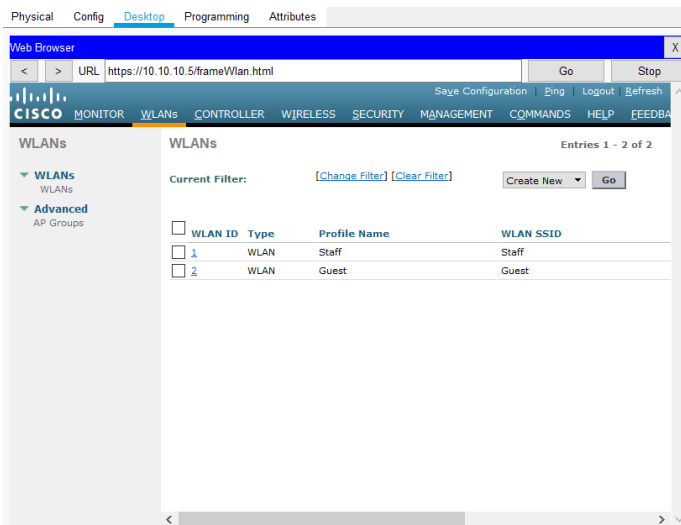 Physical Config Desktop Programming Attributes
Web Browser X
< > URL https://10.10.10.5/frameWlan.html Go Stop
Save Configuration | Ping | Logout | Refresh
CISCO MONITOR WLANs CONTROLLER WIRELESS SECURITY MANAGEMENT COMMANDS HELP FEEDBA
WLANs
WLANs
WLANs
Advanced
AP Groups
WLANs Entries 1 - 2 of 2
Current Filter: [Change Filter] [Clear Filter] Create New Go
WLAN ID Type Profile Name WLAN SSID
1 WLAN Staff Staff
2 WLAN Guest Guest